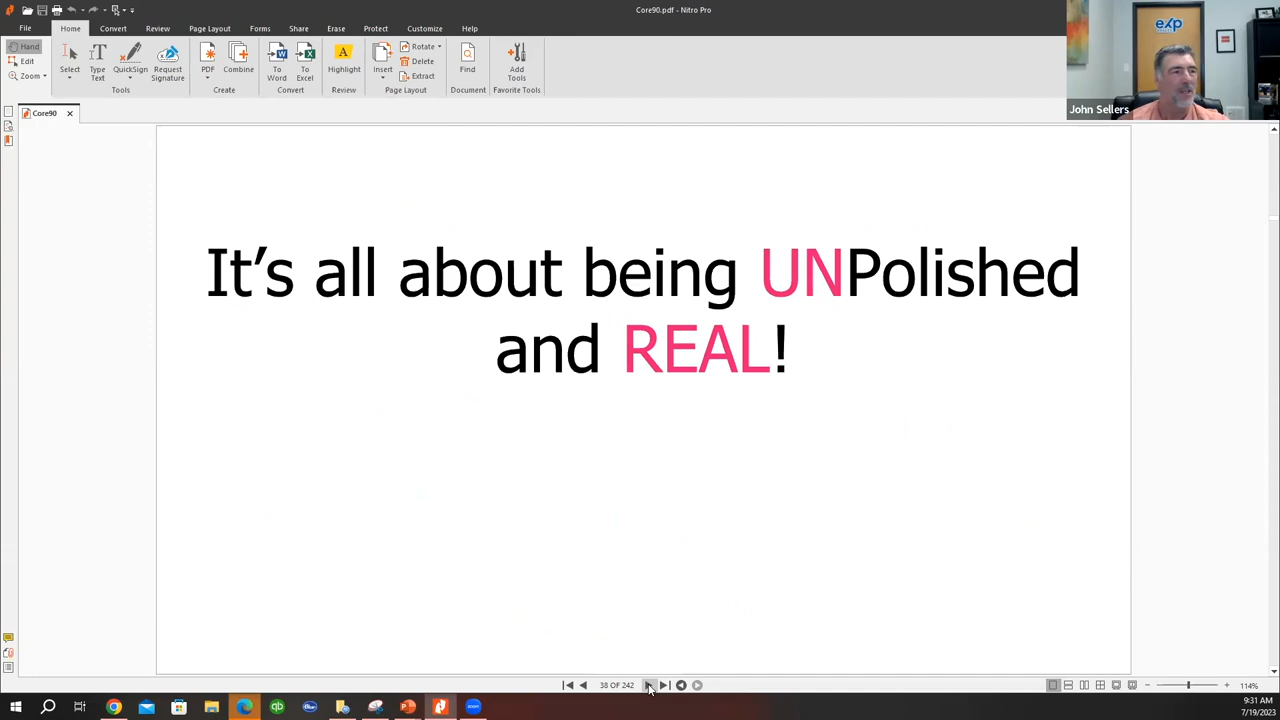 Core90.pdf - Nitro Pro
File Home Convert Review Page Layout Forms Share Erase Protect Customize Help
Hand
Edit
Zoom
Select
Type Text
QuickSign
Request Signature
Tools
PDF
Combine
Create
To Word
To Excel
Convert
Highlight
Review
Insert
Rotate
Delete
Extract
Page Layout
Find
Document
Add Tools
Favorite Tools
Core90
exp
John Sellers
It's all about being UNPolished
and REAL!
38 OF 242
114%
9:31 AM
7/19/2023